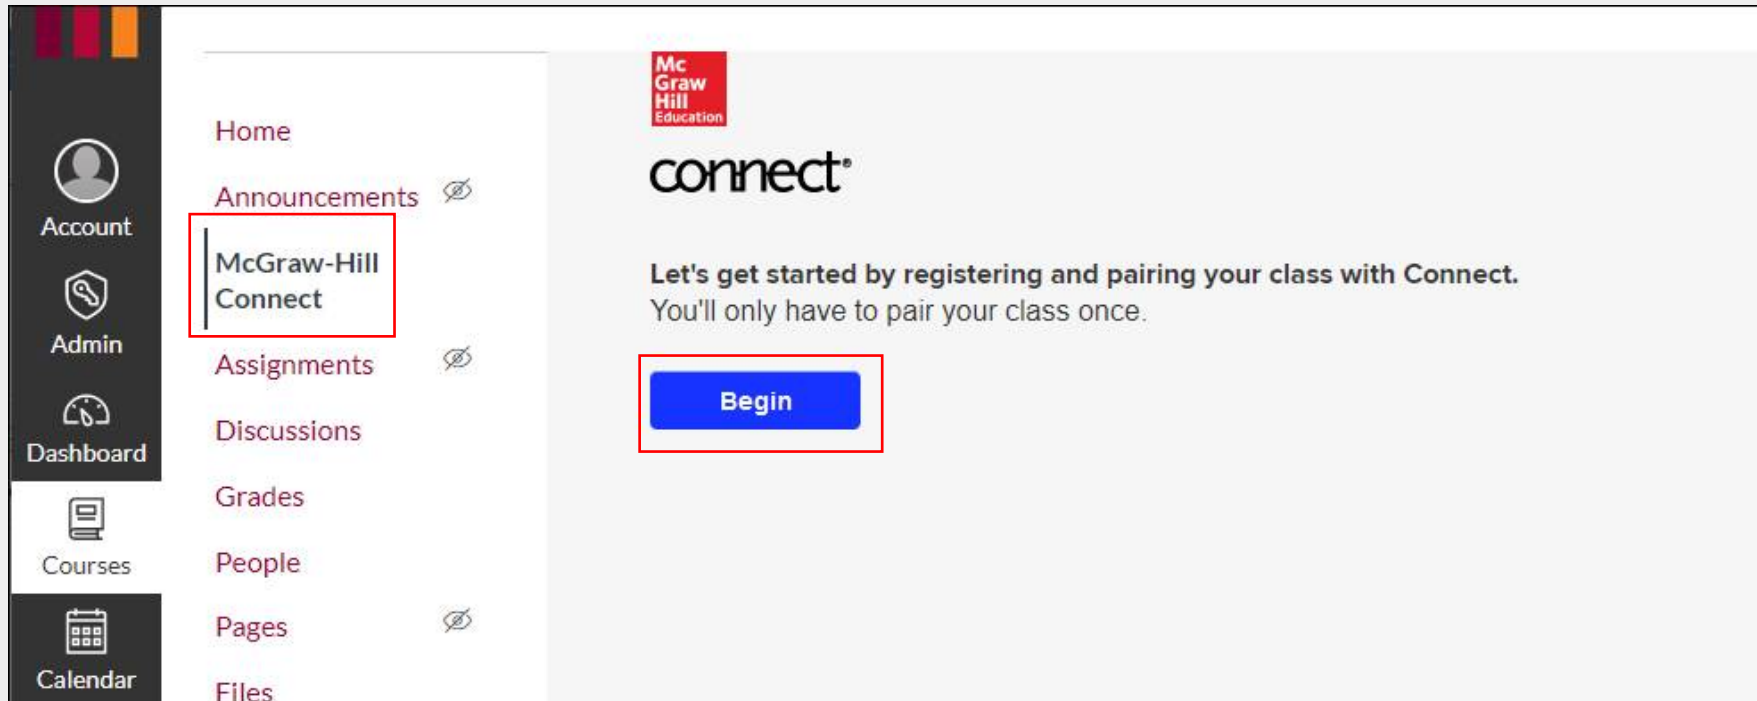 Account
Admin
Dashboard
Courses
Calendar
Home
Announcements
McGraw-Hill
Connect
Assignments
Discussions
Grades
People
Pages
Files
Mc
Graw
Hill
Education
connect®
Let's get started by registering and pairing your class with Connect.
You'll only have to pair your class once.
Begin